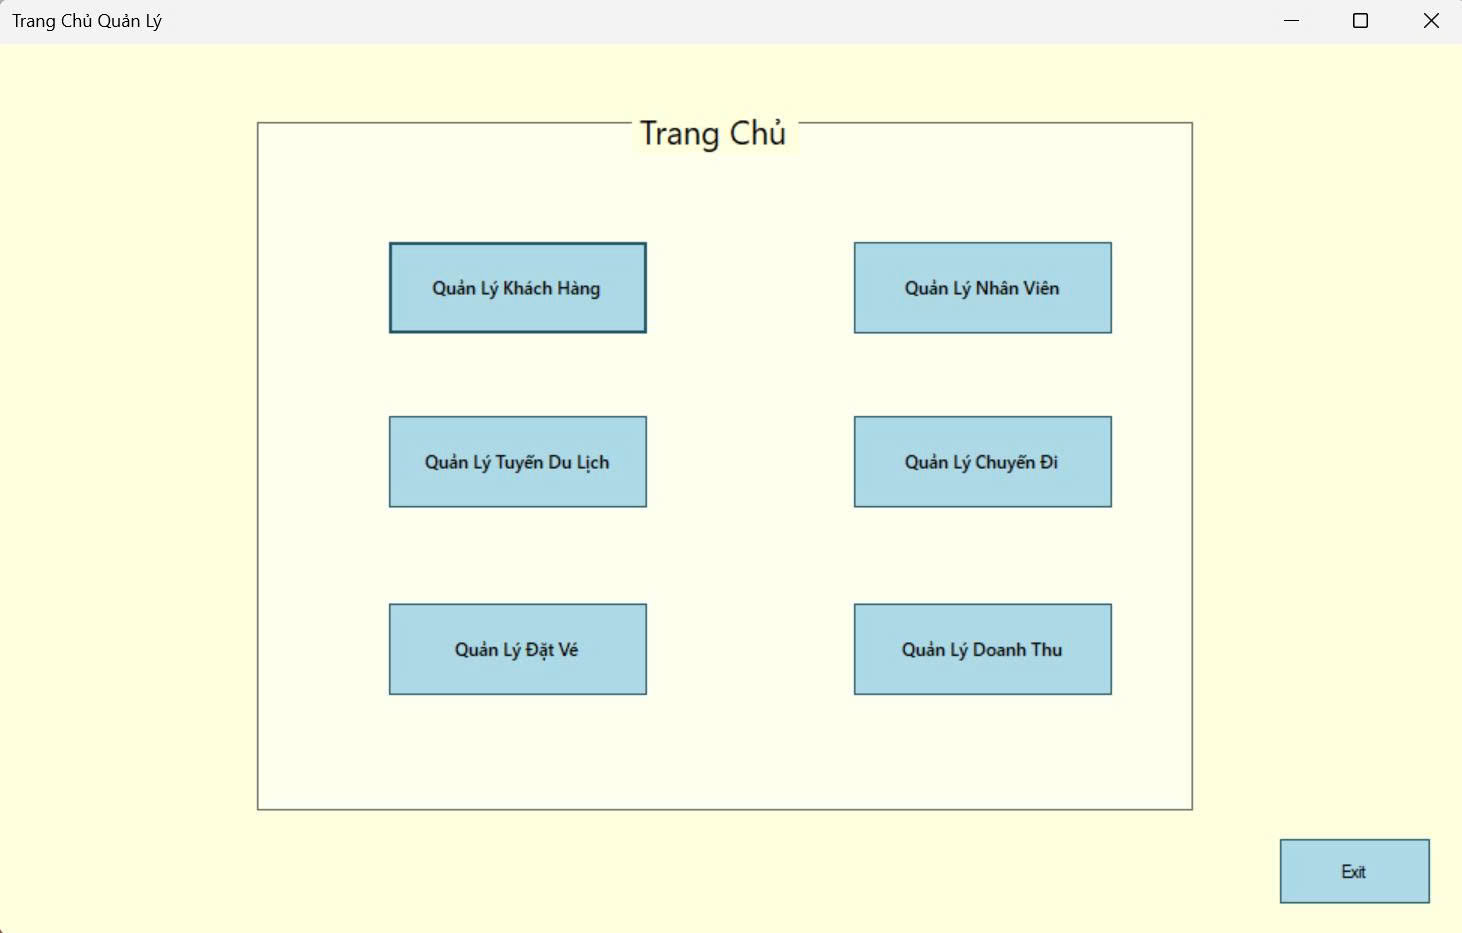 Trang Chủ Quản Lý
Trang Chủ
Quản Lý Khách Hàng
Quản Lý Nhân Viên
Quản Lý Tuyến Du Lịch
Quản Lý Chuyến Đi
Quản Lý Đặt Vé
Quản Lý Doanh Thu
Exit